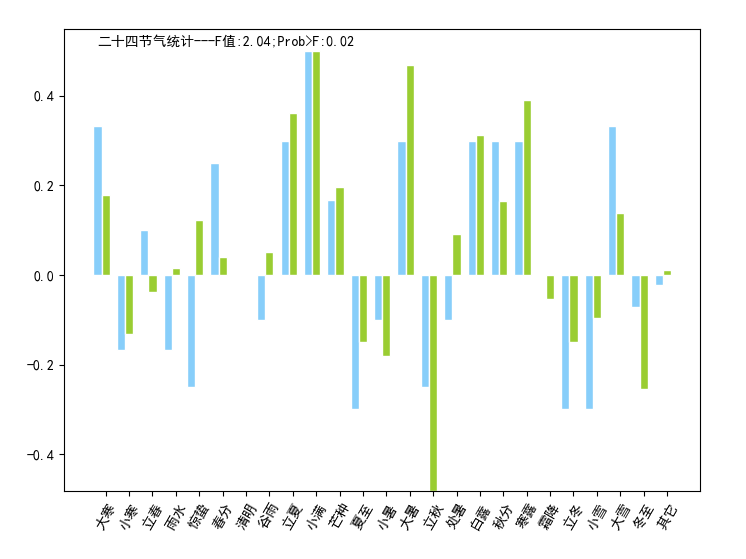 二十四节气统计---F值:2.04;Prob>F:0.02
0.4
0.2
0.0
-0.2
-0.4
大寒 小寒 立春 雨水 惊蛰 春分 清明 谷雨 立夏 小满 芒种 夏至 小暑 大暑 立秋 处暑 白露 秋分 寒露 霜降 立冬 小雪 大雪 冬至 其它